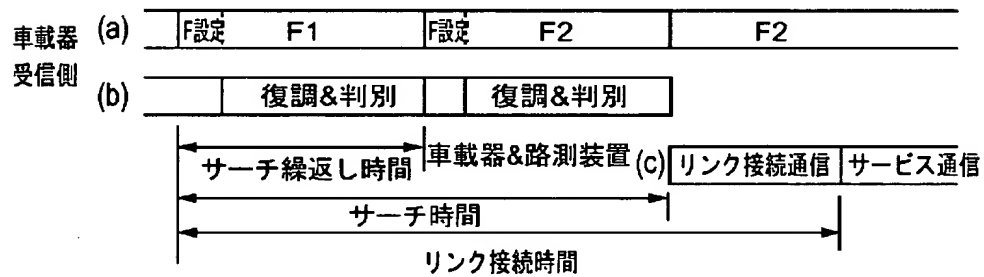 車載器
受信側
(a) F設定 F1 F設定 F2 F2
(b) 復調&判別 復調&判別
サーチ繰返し時間
車載器&路測装置
(c) リンク接続通信 サービス通信
サーチ時間
リンク接続時間